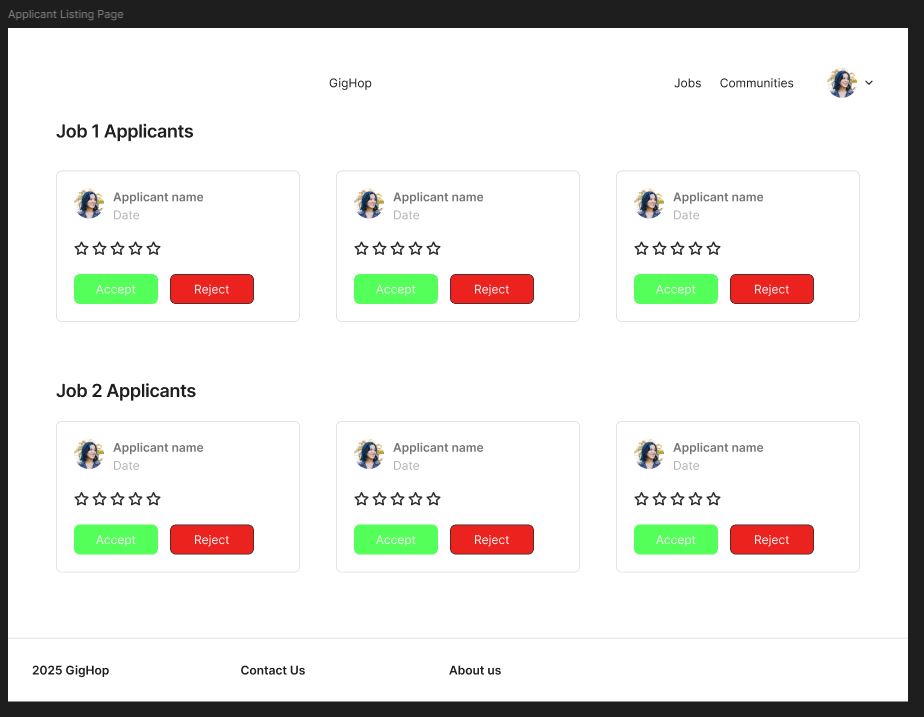 Applicant Listing Page
GigHop
Jobs
Communities
Job 1 Applicants
Applicant name
Date
Accept
Reject
Applicant name
Date
Accept
Reject
Applicant name
Date
Accept
Reject
Job 2 Applicants
Applicant name
Date
Accept
Reject
Applicant name
Date
Accept
Reject
Applicant name
Date
Accept
Reject
2025 GigHop
Contact Us
About us